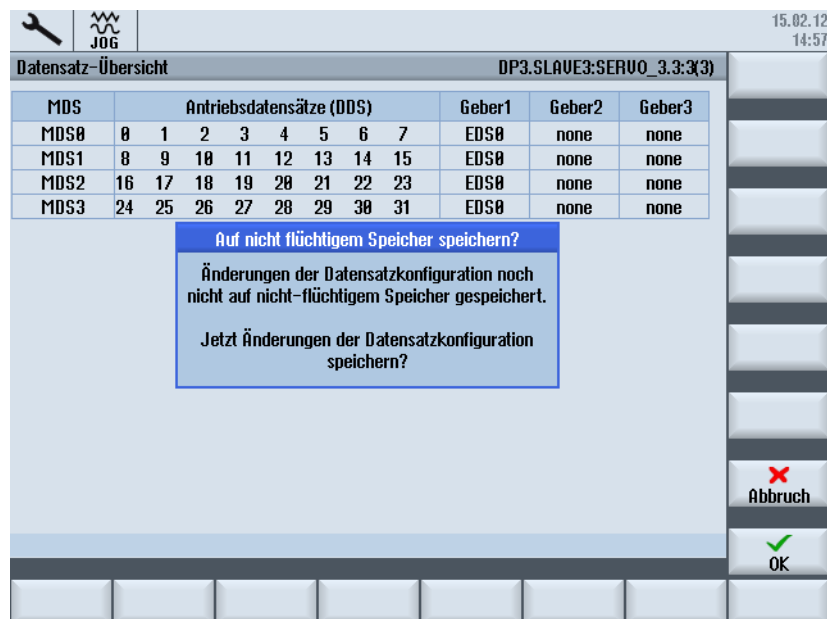 JOG
15.02.12
14:57
Datensatz-Übersicht DP3.SLAVE3:SERVO_3.3:3(3)
MDS Antriebsdatensätze (DDS) Geber1 Geber2 Geber3
MDS0 0 1 2 3 4 5 6 7 EDS0 none none
MDS1 8 9 10 11 12 13 14 15 EDS0 none none
MDS2 16 17 18 19 20 21 22 23 EDS0 none none
MDS3 24 25 26 27 28 29 30 31 EDS0 none none
Auf nicht flüchtigem Speicher speichern?
Änderungen der Datensatzkonfiguration noch
nicht auf nicht-flüchtigem Speicher gespeichert.
Jetzt Änderungen der Datensatzkonfiguration
speichern?
Abbruch
OK